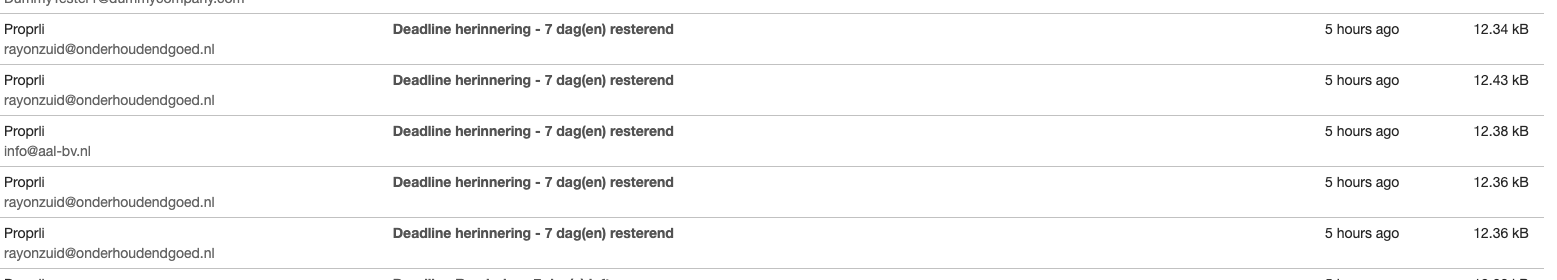 Proprli Deadline herinnering - 7 dag(en) resterend 5 hours ago 12.34 kB
rayonzuid@onderhoudendgoed.nl
Proprli Deadline herinnering - 7 dag(en) resterend 5 hours ago 12.43 kB
rayonzuid@onderhoudendgoed.nl
Proprli Deadline herinnering - 7 dag(en) resterend 5 hours ago 12.38 kB
info@aal-bv.nl
Proprli Deadline herinnering - 7 dag(en) resterend 5 hours ago 12.36 kB
rayonzuid@onderhoudendgoed.nl
Proprli Deadline herinnering - 7 dag(en) resterend 5 hours ago 12.36 kB
rayonzuid@onderhoudendgoed.nl